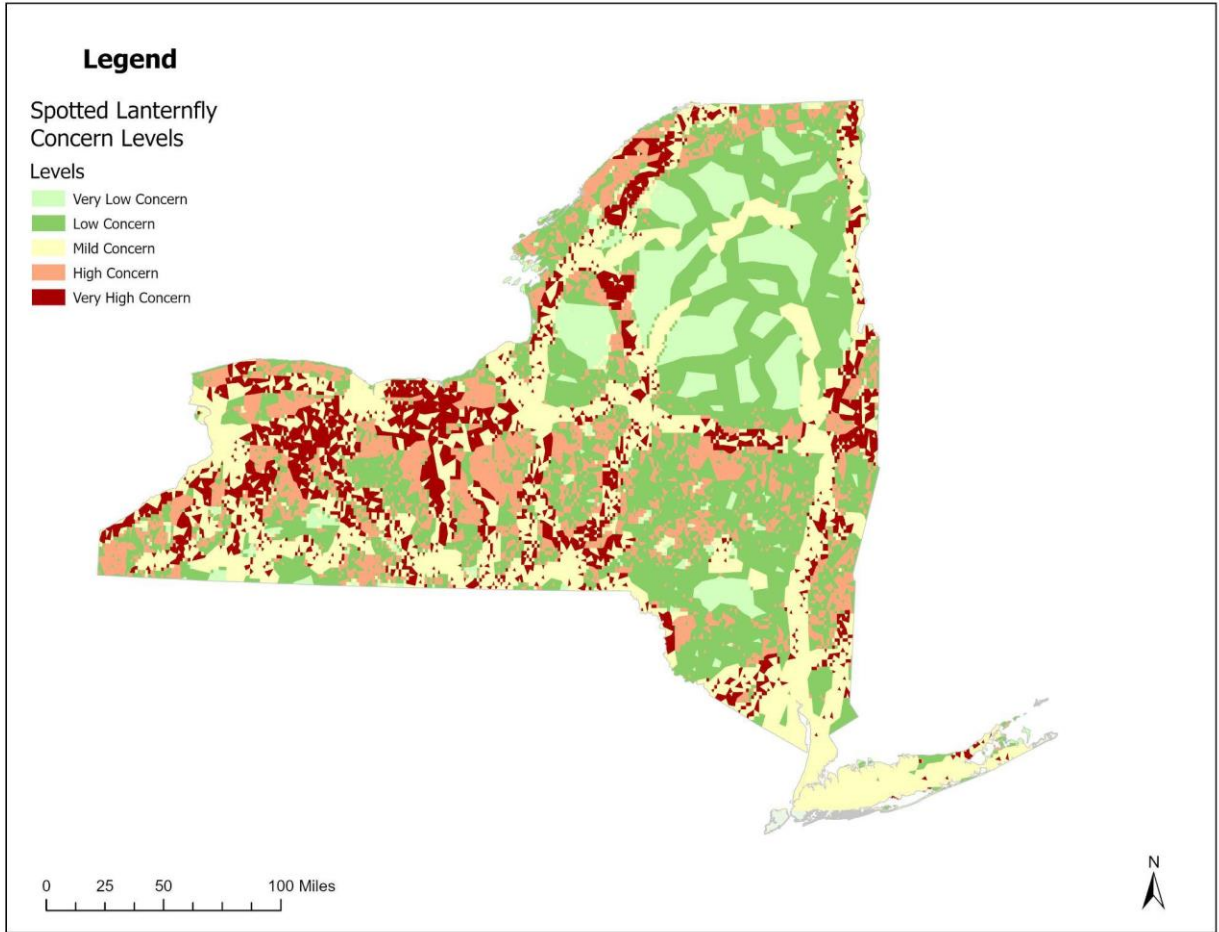 Legend
Spotted Lanternfly
Concern Levels
Levels
Very Low Concern
Low Concern
Mild Concern
High Concern
Very High Concern
0 25 50 100 Miles
N